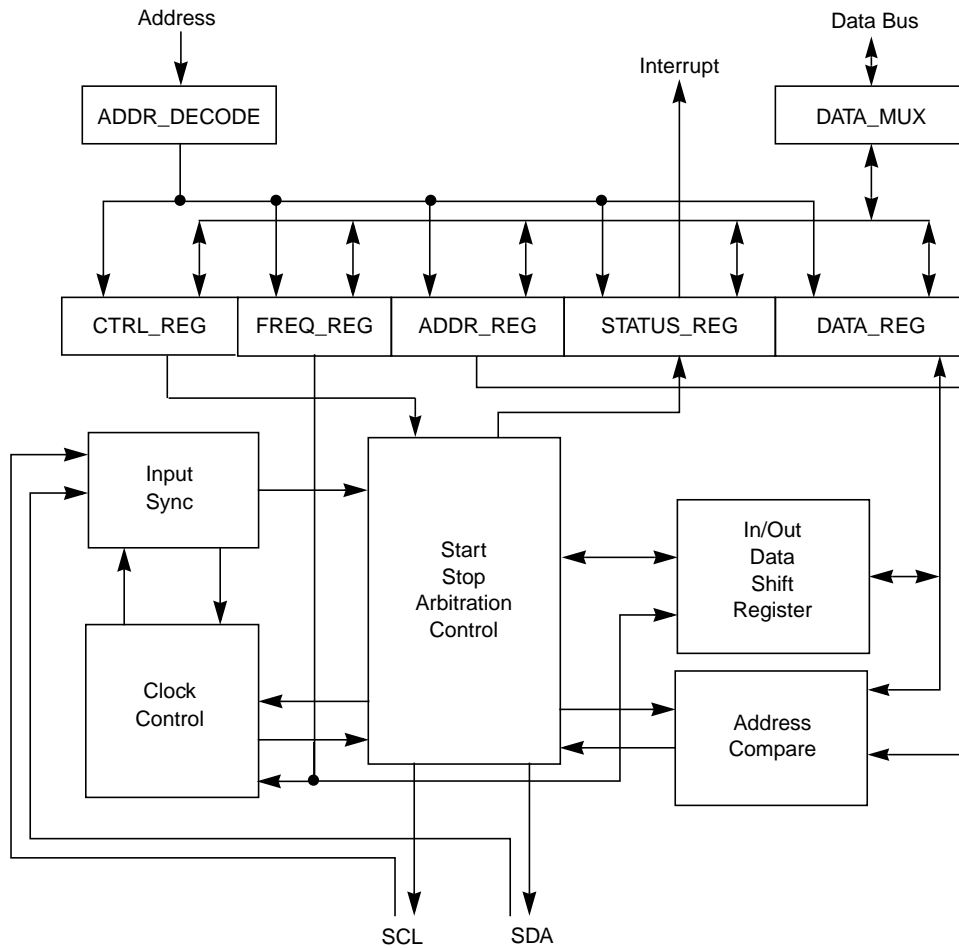 Address
Data Bus
Interrupt
ADDR_DECODE
DATA_MUX
CTRL_REG
FREQ_REG
ADDR_REG
STATUS_REG
DATA_REG
Input
Sync
Start
Stop
Arbitration
Control
In/Out
Data
Shift
Register
Clock
Control
Address
Compare
SCL
SDA